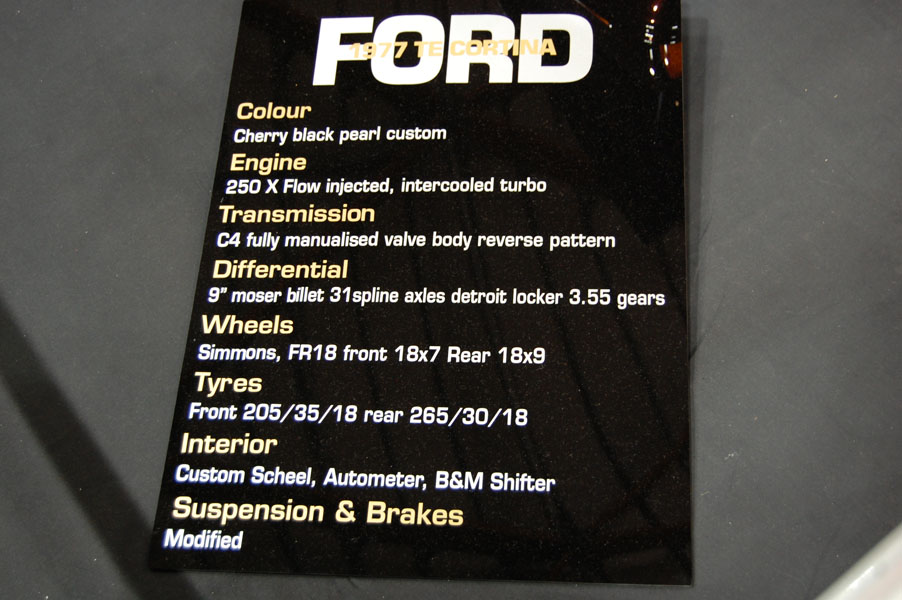 FORD
1977 TE CORTINA
Colour
Cherry black pearl custom
Engine
250 X Flow injected, intercooled turbo
Transmission
C4 fully manualised valve body reverse pattern
Differential
9" moser billet 31spline axles detroit locker 3.55 gears
Wheels
Simmons, FR18 front 18x7 Rear 18x9
Tyres
Front 205/35/18 rear 265/30/18
Interior
Custom Scheel, Autometer, B&M Shifter
Suspension & Brakes
Modified